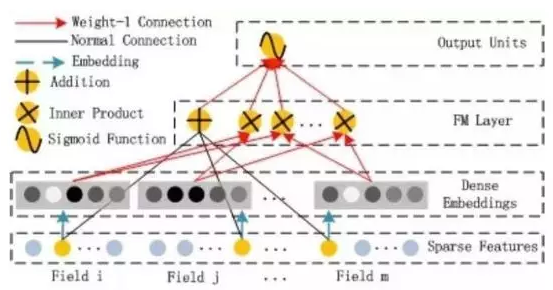 Weight-1 Connection
Normal Connection
Embedding
Addition
Inner Product
Sigmoid Function
Output Units
FM Layer
...
Dense
Embeddings
...
Sparse Features
... ... ... ...
Field i Field j ... Field m